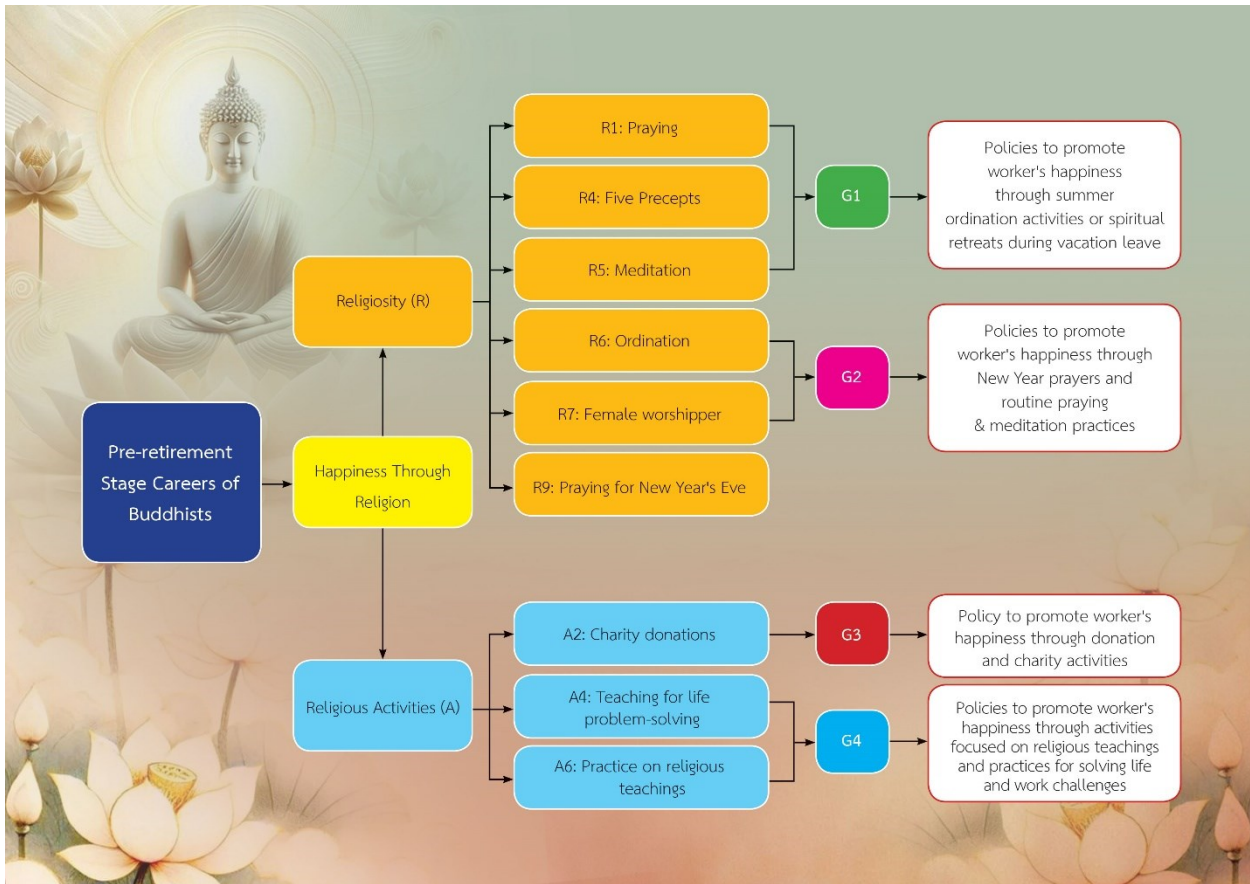 Pre-retirement
Stage Careers of
Buddhists
Happiness Through
Religion
Religiosity (R)
R1: Praying
R4: Five Precepts
R5: Meditation
R6: Ordination
R7: Female worshipper
R9: Praying for New Year's Eve
G1
Policies to promote
worker's happiness
through summer
ordination activities or spiritual
retreats during vacation leave
G2
Policies to promote
worker's happiness through
New Year prayers and
routine praying
& meditation practices
Religious Activities (A)
A2: Charity donations
A4: Teaching for life
problem-solving
A6: Practice on religious
teachings
G3
Policy to promote worker's
happiness through donation
and charity activities
G4
Policies to promote worker's
happiness through activities
focused on religious teachings
and practices for solving life
and work challenges